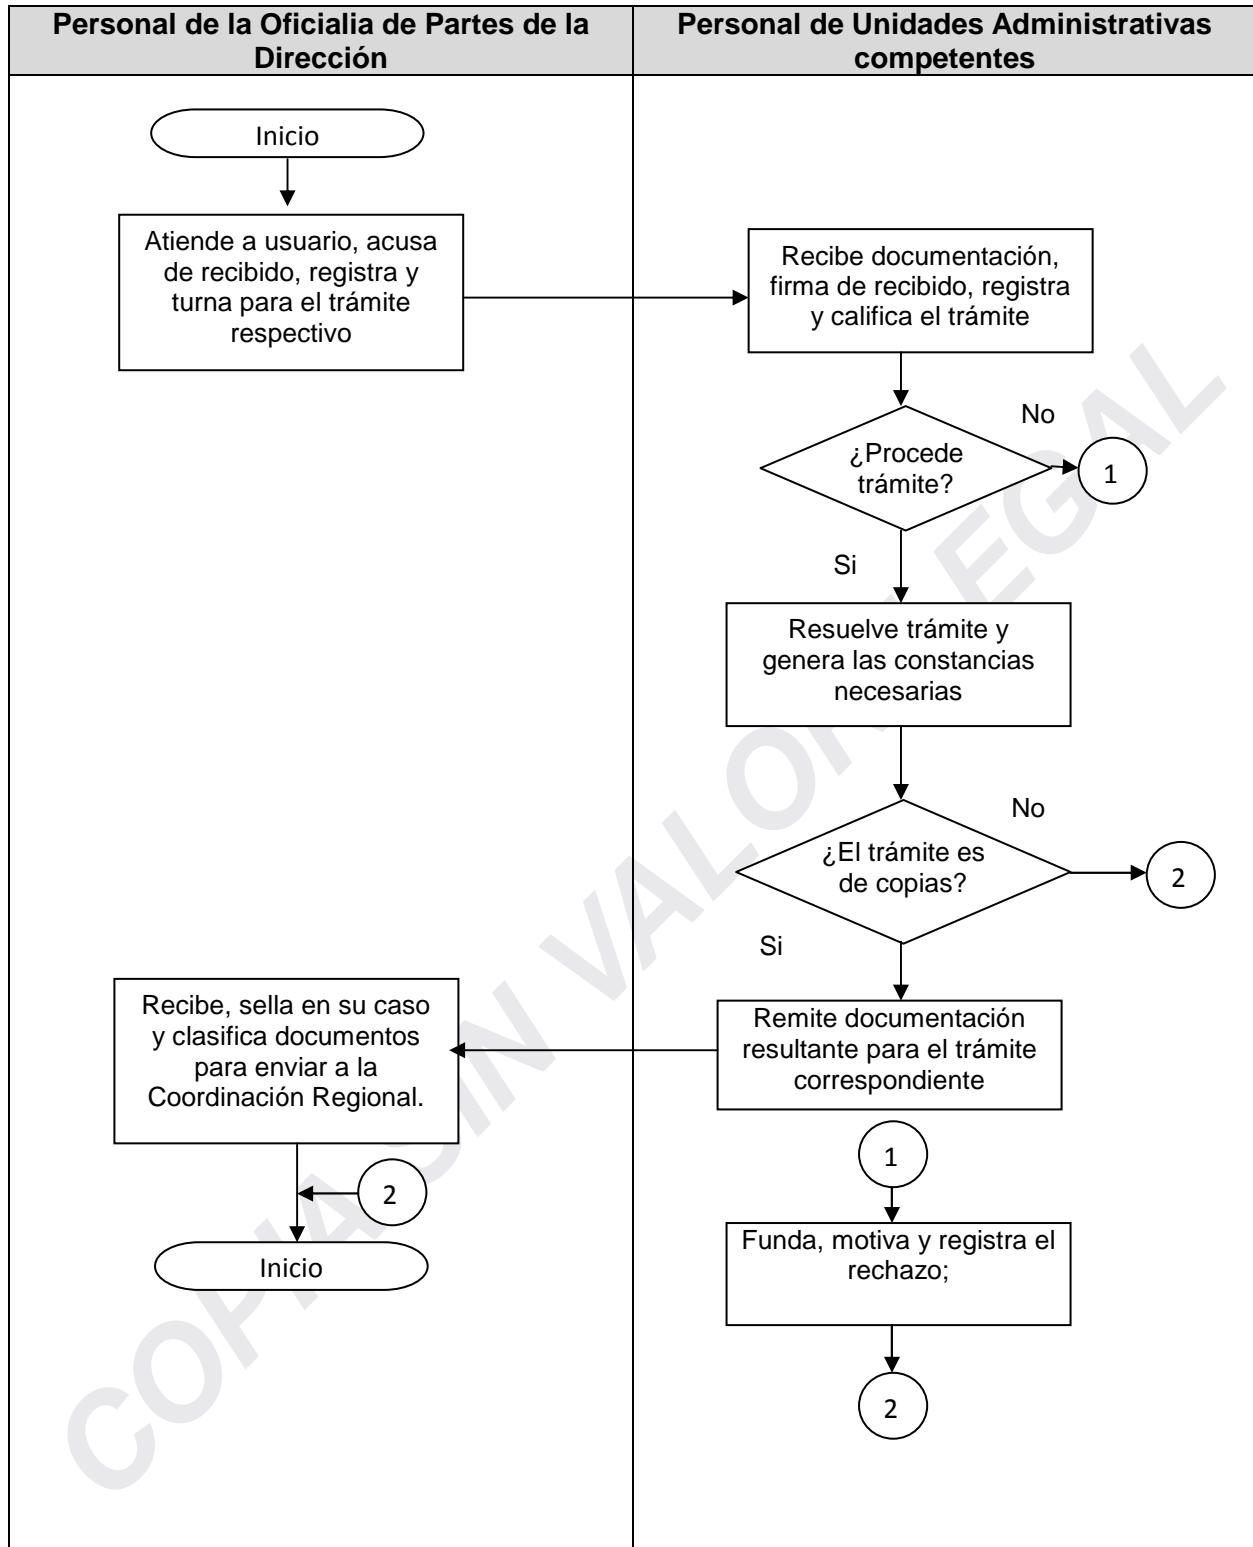 Personal de la Oficialia de Partes de la
Dirección
Personal de Unidades Administrativas
competentes
Inicio
Atiende a usuario, acusa
de recibido, registra y
turna para el trámite
respectivo
Recibe documentación,
firma de recibido, registra
y califica el trámite
¿Procede
trámite?
No
1
Si
Resuelve trámite y
genera las constancias
necesarias
¿El trámite es
de copias?
No
2
Si
Remite documentación
resultante para el trámite
correspondiente
Recibe, sella en su caso
y clasifica documentos
para enviar a la
Coordinación Regional.
2
Inicio
1
Funda, motiva y registra el
rechazo;
2
COPIA SIN VALOR LEGAL